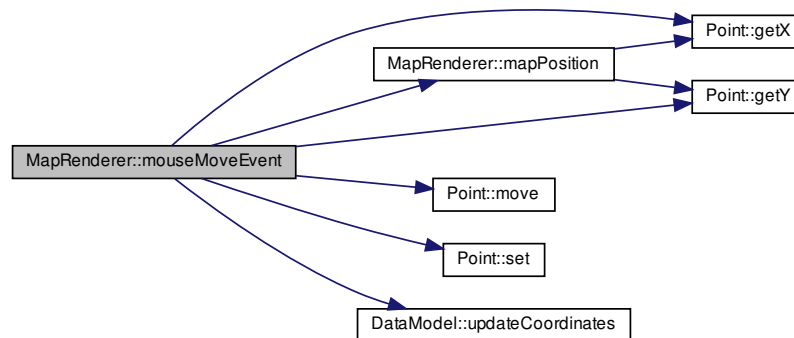 Point::getX
MapRenderer::mapPosition
Point::getY
MapRenderer::mouseMoveEvent
Point::move
Point::set
DataModel::updateCoordinates